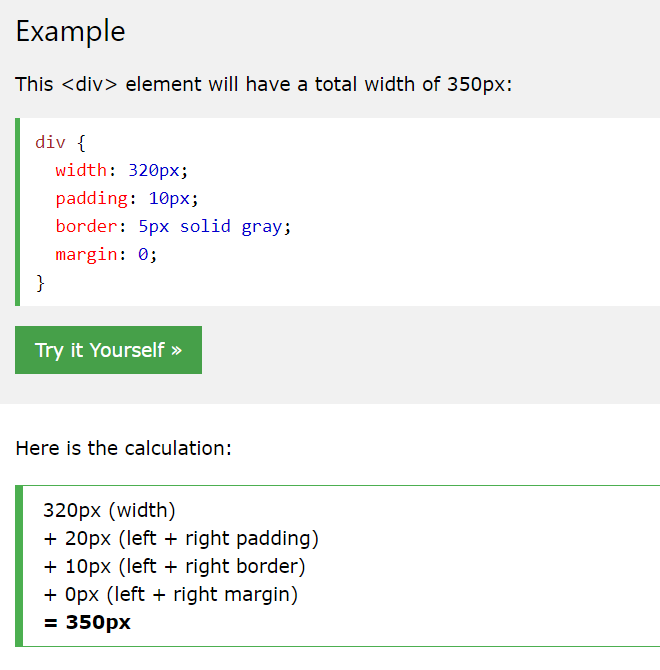 Example
This <div> element will have a total width of 350px:
div {
  width: 320px;
  padding: 10px;
  border: 5px solid gray;
  margin: 0;
}
Try it Yourself »
Here is the calculation:
320px (width)
+ 20px (left + right padding)
+ 10px (left + right border)
+ 0px (left + right margin)
= 350px